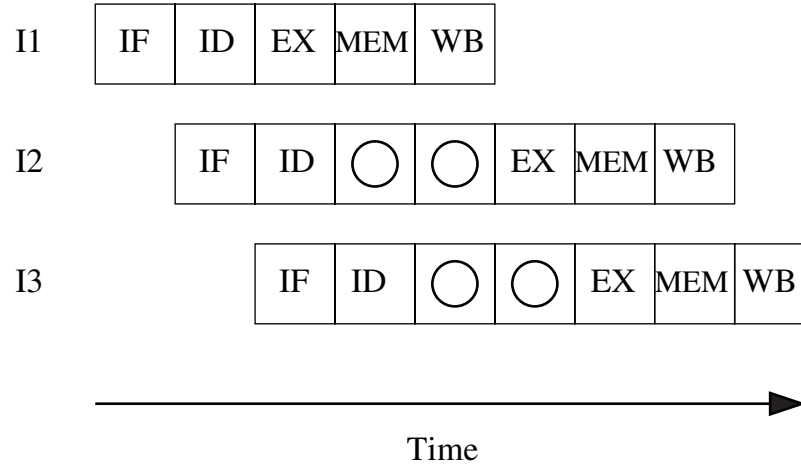 I1 IF ID EX MEM WB
I2 IF ID EX MEM WB
I3 IF ID EX MEM WB
Time